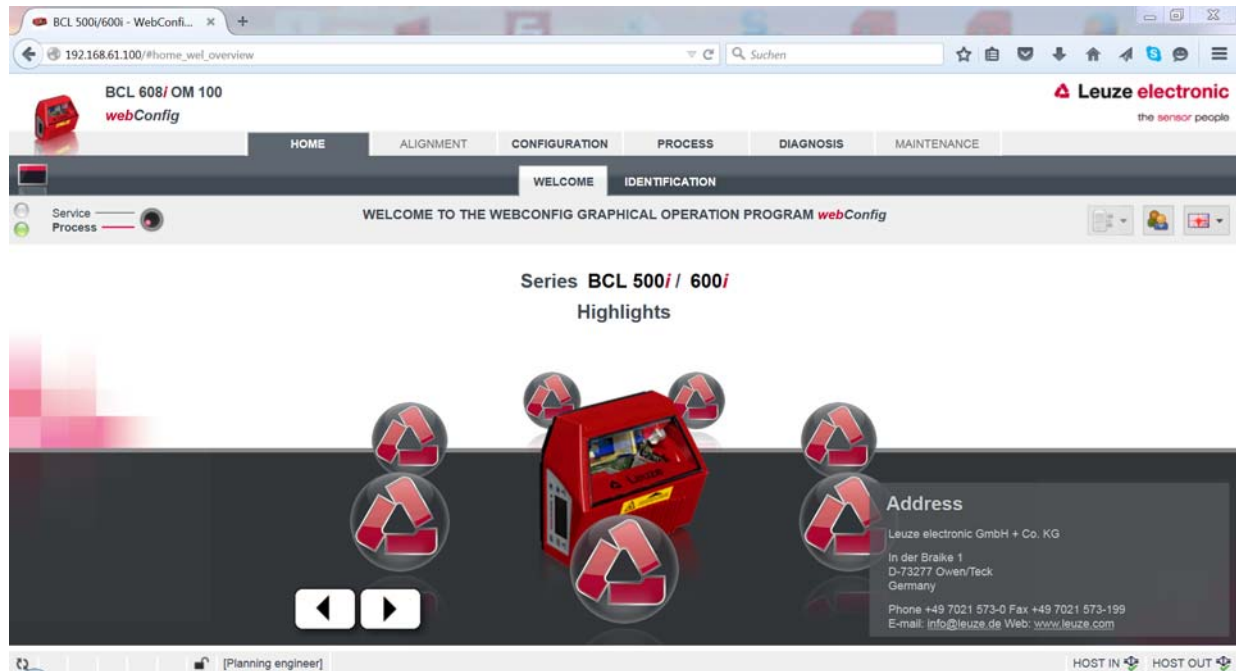 BCL 500i/600i - WebConfi...
192.168.61.100/#home_wel_overview
Suchen
BCL 608i OM 100
webConfig
Leuze electronic
the sensor people
HOME ALIGNMENT CONFIGURATION PROCESS DIAGNOSIS MAINTENANCE
WELCOME IDENTIFICATION
Service
Process
WELCOME TO THE WEBCONFIG GRAPHICAL OPERATION PROGRAM webConfig
Series BCL 500i / 600i
Highlights
Leuze
Address
Leuze electronic GmbH + Co. KG
In der Braike 1
D-73277 Owen/Teck
Germany
Phone +49 7021 573-0 Fax +49 7021 573-199
E-mail: info@leuze.de Web: www.leuze.com
[Planning engineer]
HOST IN HOST OUT